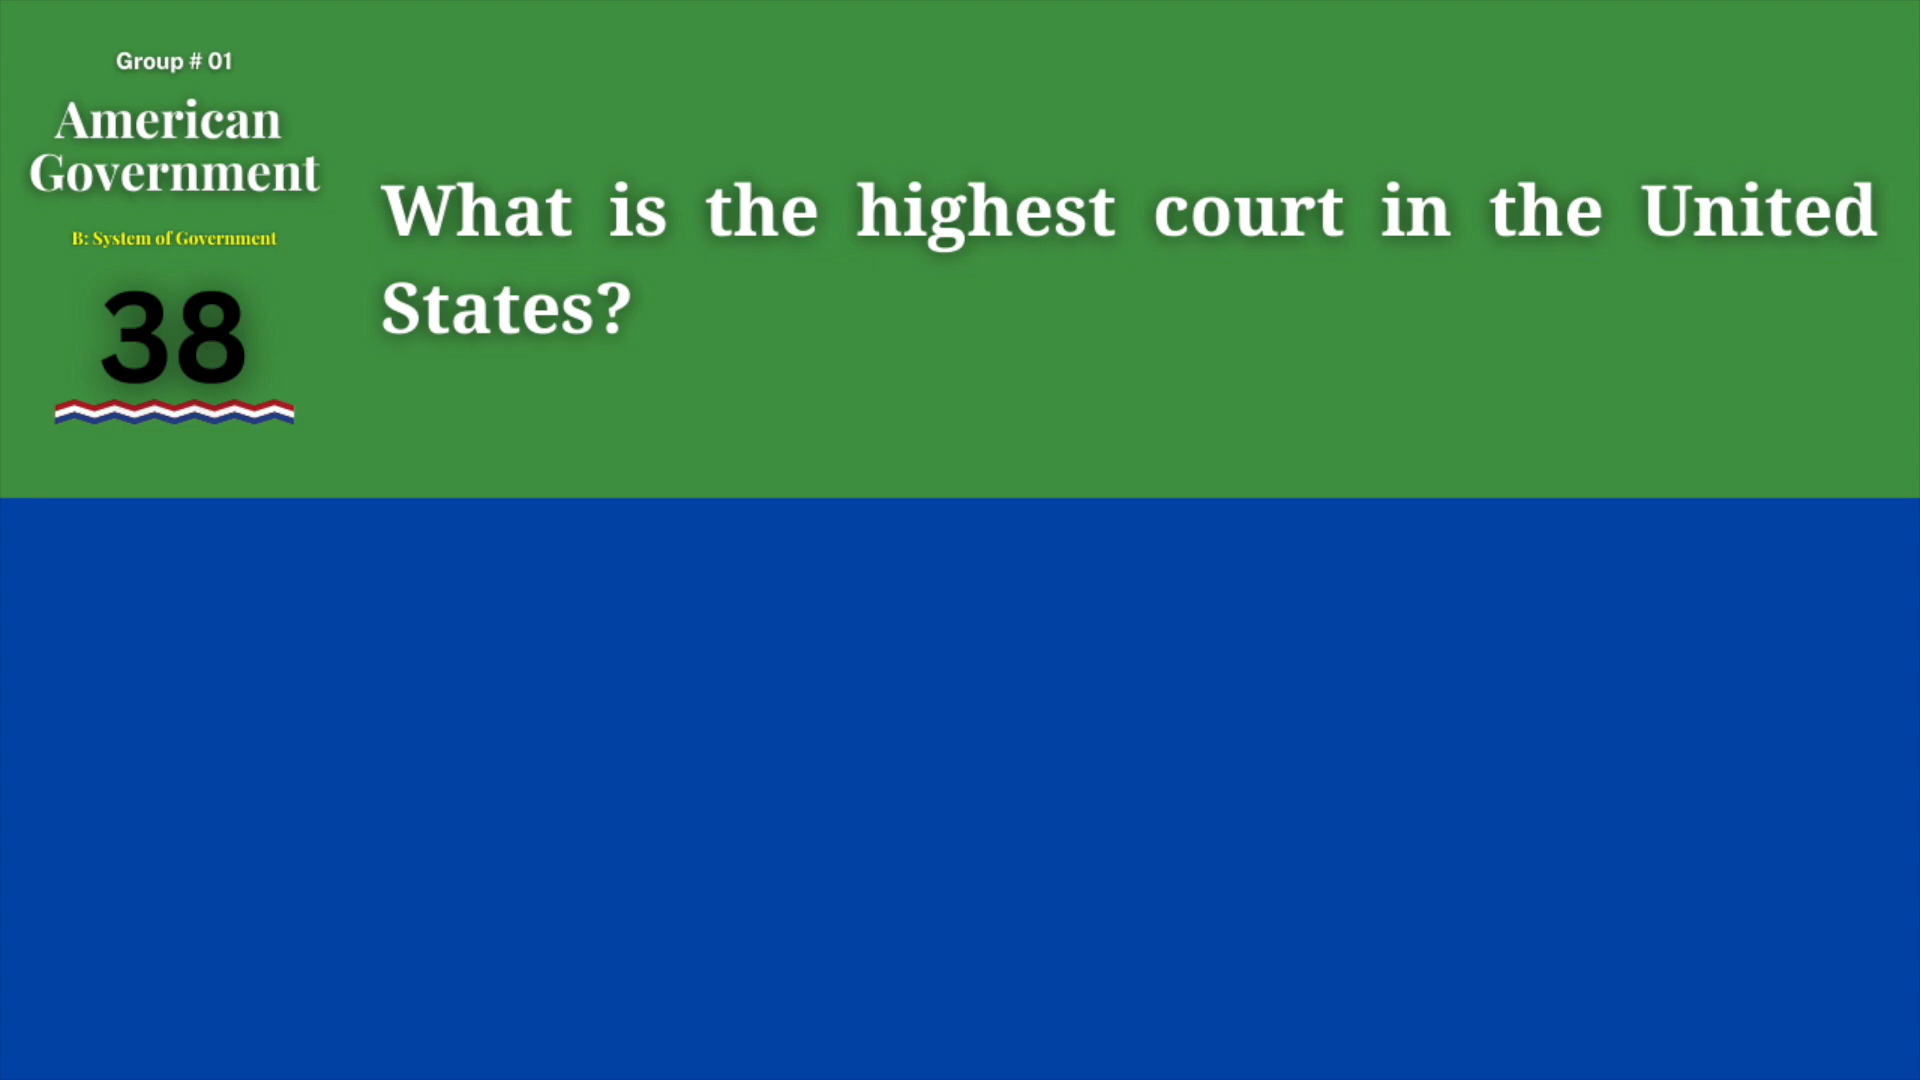 Group # 01
American
Government
B: System of Government
38
What is the highest court in the United
States?